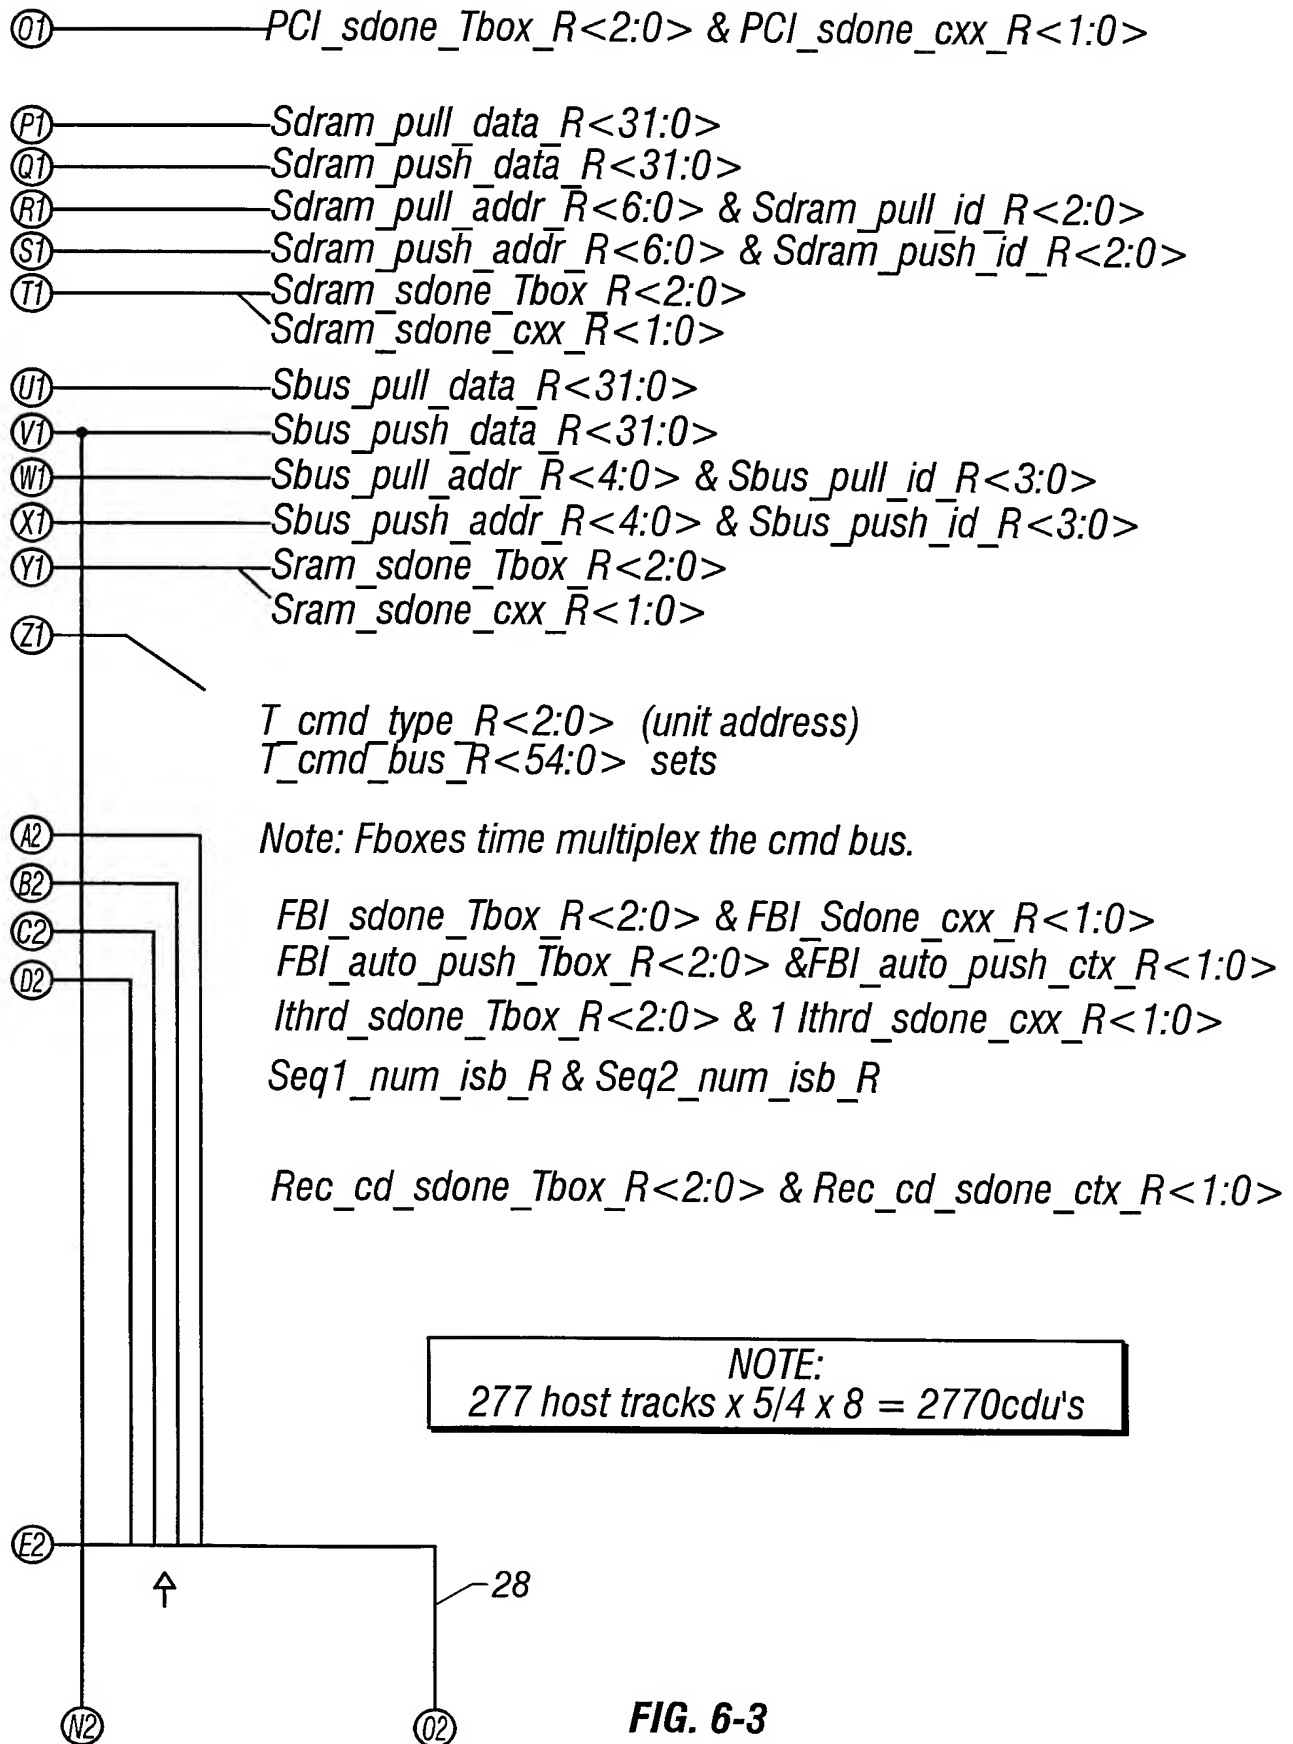 O1 PCI_sdone_Tbox_R<2:0> & PCI_sdone_cxx_R<1:0>
P1 Sdram_pull_data_R<31:0>
Q1 Sdram_push_data_R<31:0>
R1 Sdram_pull_addr_R<6:0> & Sdram_pull_id_R<2:0>
S1 Sdram_push_addr_R<6:0> & Sdram_push_id_R<2:0>
T1 Sdram_sdone_Tbox_R<2:0>
Sdram_sdone_cxx_R<1:0>
U1 Sbus_pull_data_R<31:0>
V1 Sbus_push_data_R<31:0>
W1 Sbus_pull_addr_R<4:0> & Sbus_pull_id_R<3:0>
X1 Sbus_push_addr_R<4:0> & Sbus_push_id_R<3:0>
Y1 Sram_sdone_Tbox_R<2:0>
Sram_sdone_cxx_R<1:0>
Z1
T_cmd_type_R<2:0> (unit address)
T_cmd_bus_R<54:0> sets
A2 Note: Fboxes time multiplex the cmd bus.
B2
C2 FBI_sdone_Tbox_R<2:0> & FBI_Sdone_cxx_R<1:0>
D2 FBI_auto_push_Tbox_R<2:0> &FBI_auto_push_ctx_R<1:0>
Ithrd_sdone_Tbox_R<2:0> & 1 Ithrd_sdone_cxx_R<1:0>
Seq1_num_isb_R & Seq2_num_isb_R
Rec_cd_sdone_Tbox_R<2:0> & Rec_cd_sdone_ctx_R<1:0>
NOTE:
277 host tracks x 5/4 x 8 = 2770cdu's
E2
28
N2 O2
FIG. 6-3